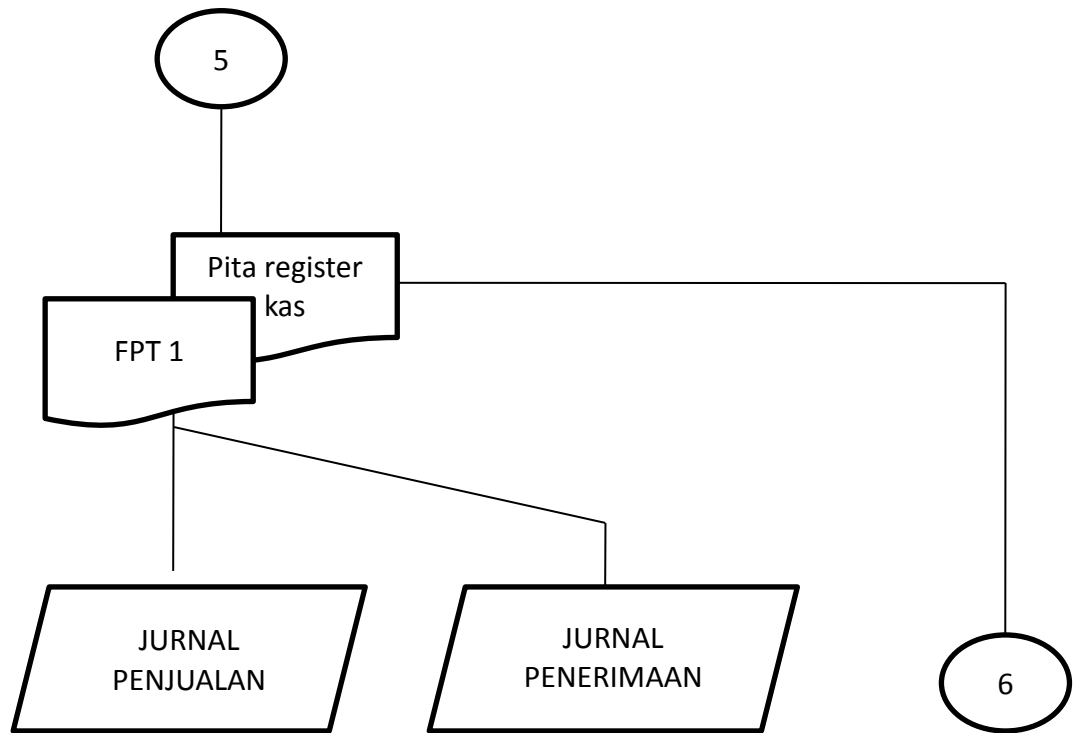 5
Pita register
kas
FPT 1
JURNAL
PENJUALAN
JURNAL
PENERIMAAN
6